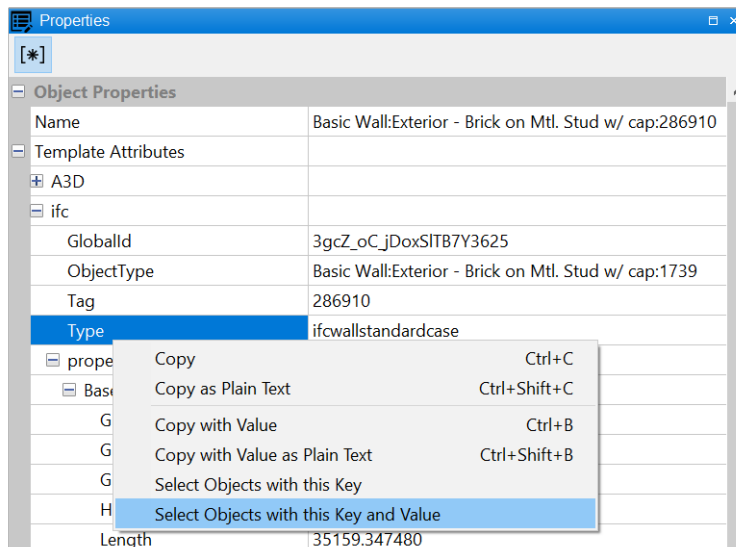 Properties
[*]
Object Properties
Name Basic Wall:Exterior - Brick on Mtl. Stud w/ cap:286910
Template Attributes
A3D
ifc
GlobalId 3gcZ_oC_jDoxSlTB7Y3625
ObjectType Basic Wall:Exterior - Brick on Mtl. Stud w/ cap:1739
Tag 286910
Type ifcwallstandardcase
prope
Copy Ctrl+C
Base
Copy as Plain Text Ctrl+Shift+C
G
Copy with Value Ctrl+B
G
Copy with Value as Plain Text Ctrl+Shift+B
G
Select Objects with this Key
H
Select Objects with this Key and Value
Length 35159.347480